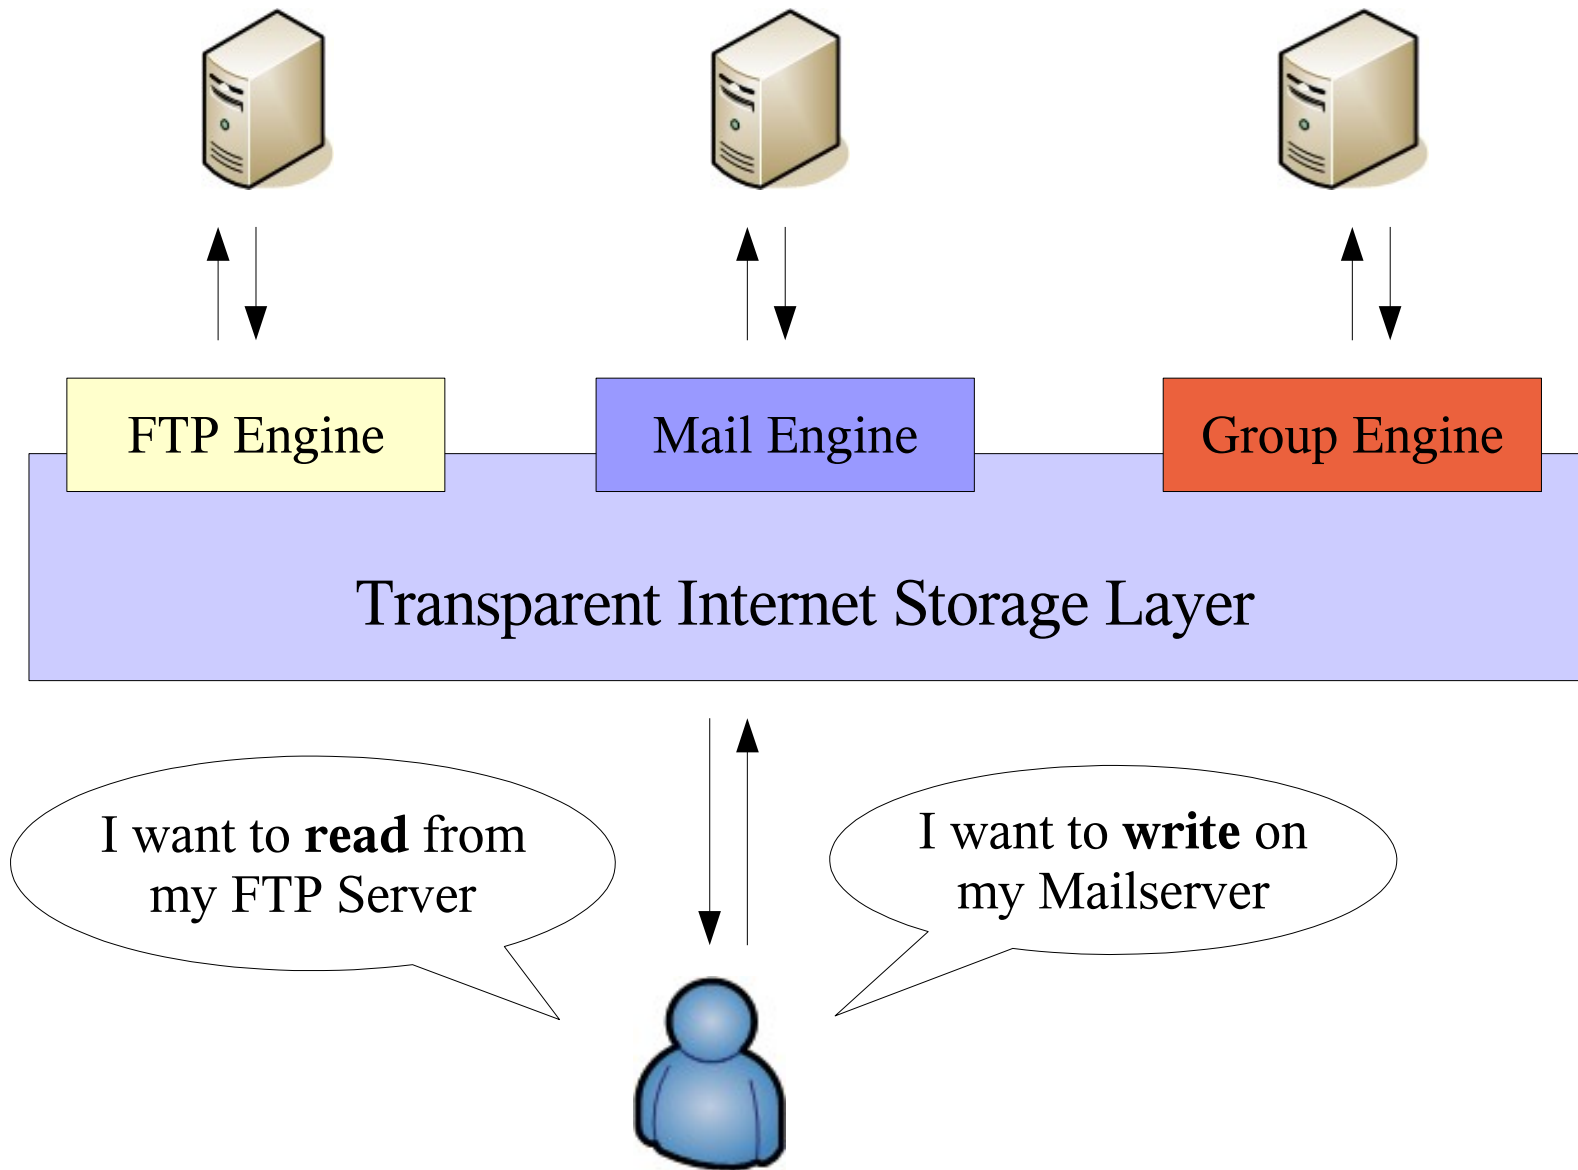 FTP Engine
Mail Engine
Group Engine
Transparent Internet Storage Layer
I want to read from
my FTP Server
I want to write on
my Mailserver